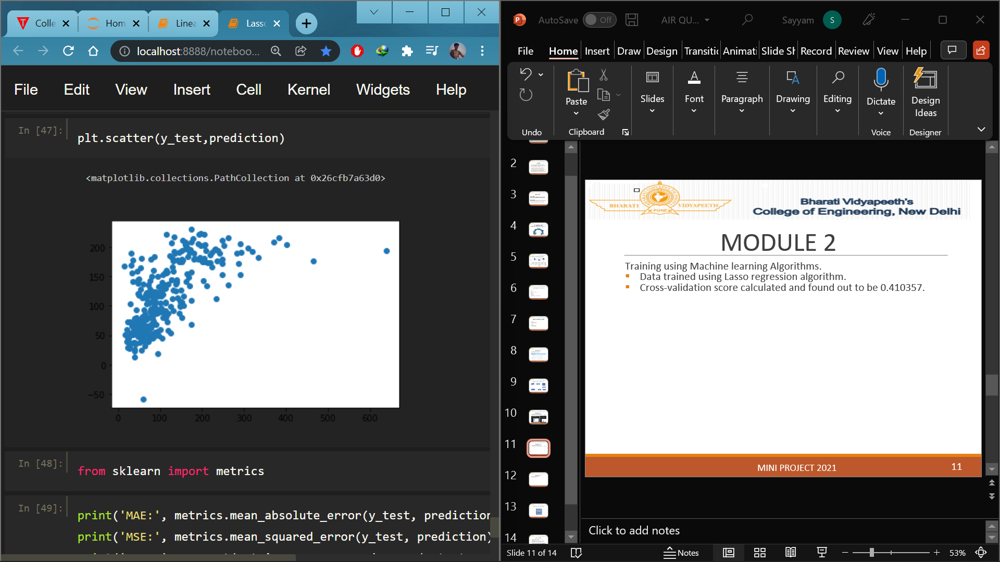 Colle
Hom
Linea
Lasso
localhost:8888/noteboo...
File Edit View Insert Cell Kernel Widgets Help
In [47]:
plt.scatter(y_test,prediction)
<matplotlib.collections.PathCollection at 0x26cfb7a63d0>
200
150
100
50
0
−50
0 100 200 300 400 500 600
In [48]:
from sklearn import metrics
In [49]:
print('MAE:', metrics.mean_absolute_error(y_test, prediction
print('MSE:', metrics.mean_squared_error(y_test, prediction)
AutoSave Off AIR QU... Sayyam S
File Home Insert Draw Design Transitic Animati Slide Sh Record Review View Help
Paste Slides Font Paragraph Drawing Editing Dictate Design Ideas
Undo Clipboard Voice Designer
2
3
4
5
6
7
8
9
10
11
12
13
14
BHARATI VIDYAPEETH
PUNE
Bharati Vidyapeeth's
College of Engineering, New Delhi
MODULE 2
Training using Machine learning Algorithms.
Data trained using Lasso regression algorithm.
Cross-validation score calculated and found out to be 0.410357.
MINI PROJECT 2021 11
Click to add notes
Slide 11 of 14 Notes 53%